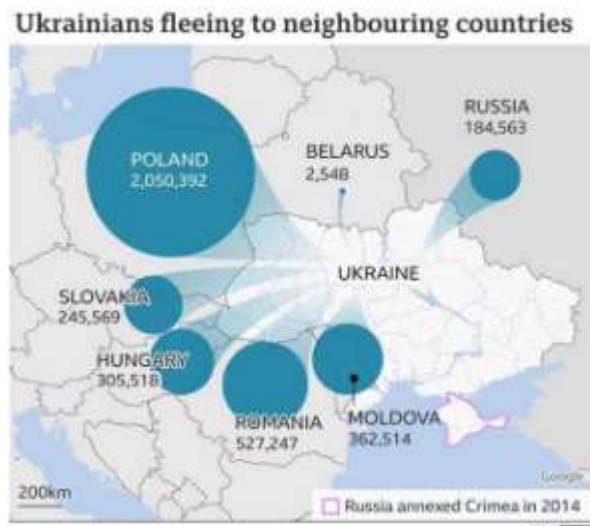 Ukrainians fleeing to neighbouring countries
RUSSIA
184,563
POLAND
2,050,392
BELARUS
2,548
UKRAINE
SLOVAKIA
245,569
HUNGARY
305,518
ROMANIA
527,247
MOLDOVA
362,514
Google
200km
Russia annexed Crimea in 2014